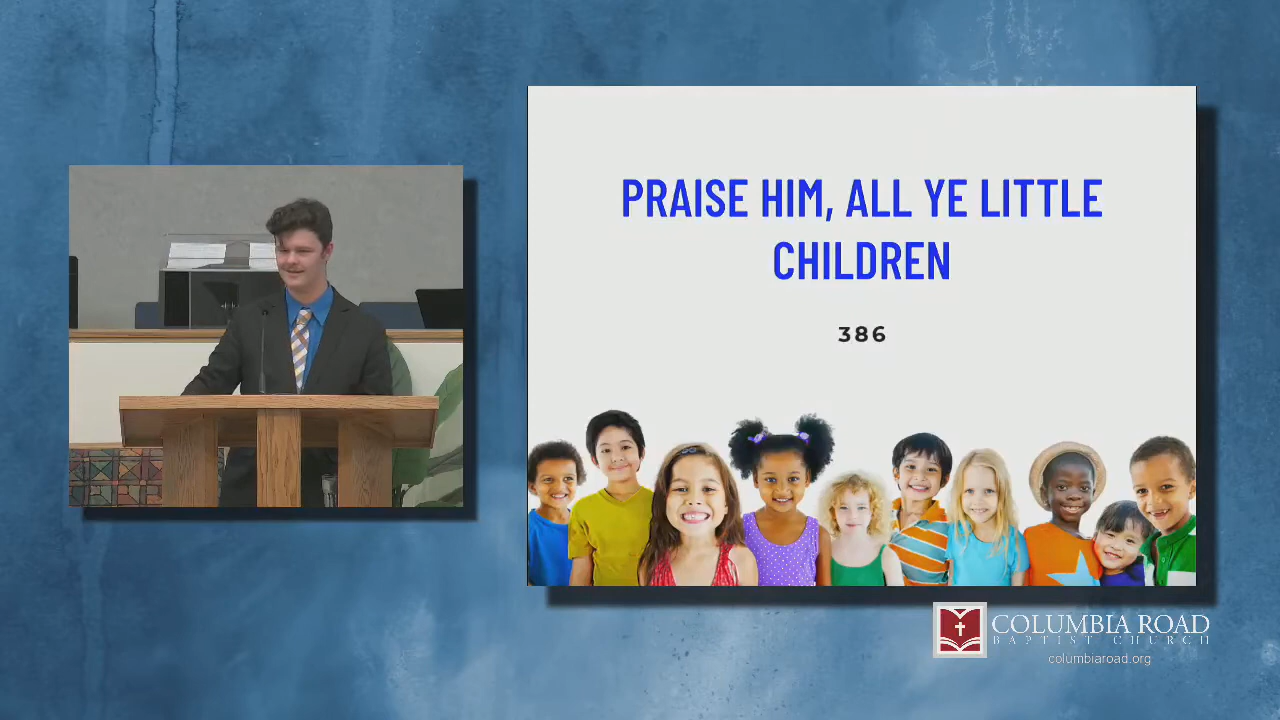 PRAISE HIM, ALL YE LITTLE
CHILDREN
386
COLUMBIA ROAD
BAPTIST CHURCH
columbiaroad.org